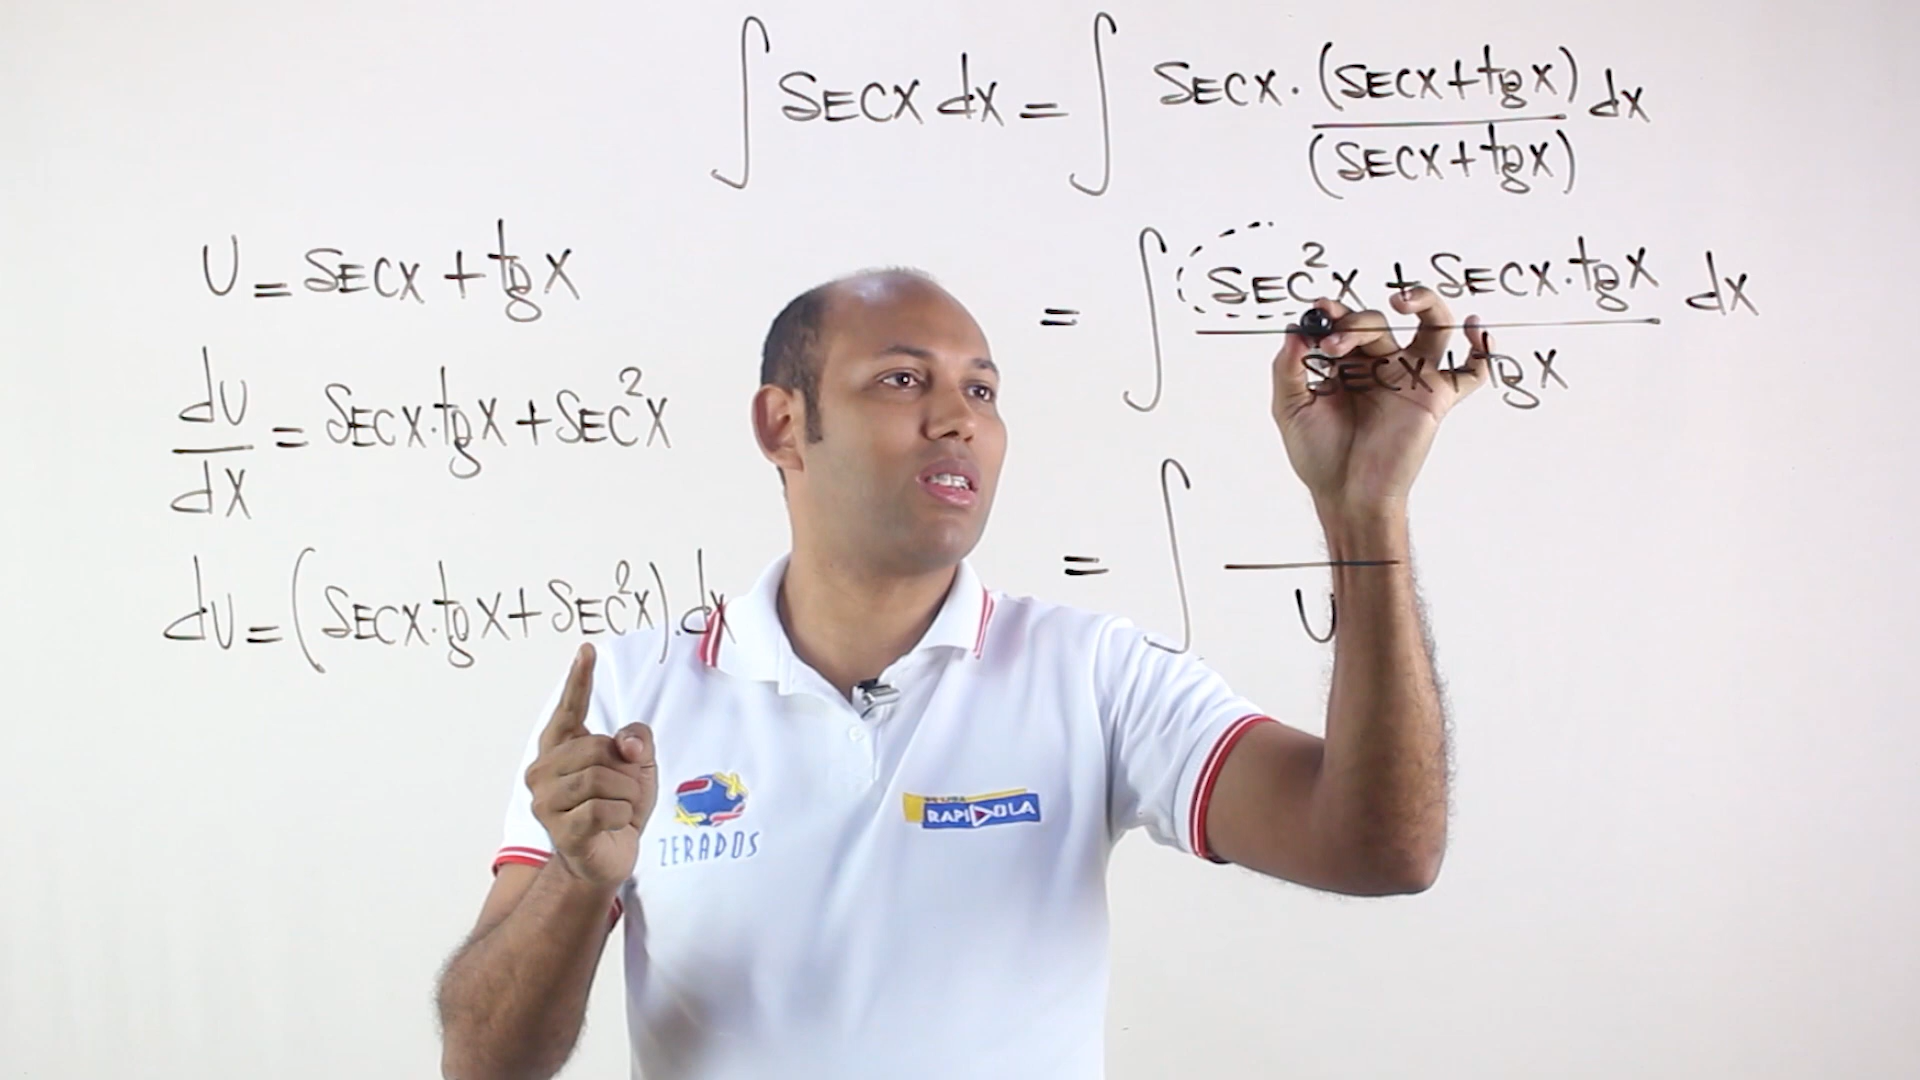 ∫ SECX dX = ∫ SECX · (SECX + tgX) / (SECX + tgX) dX
= ∫ SEC²X + SECX·tgX / SECX + tgX dX
= ∫ — / U
U = SECX + tgX
dU/dX = SECX·tgX + SEC²X
dU = (SECX·tgX + SEC²X)·dX
ZERADOS
RAPIDOLA